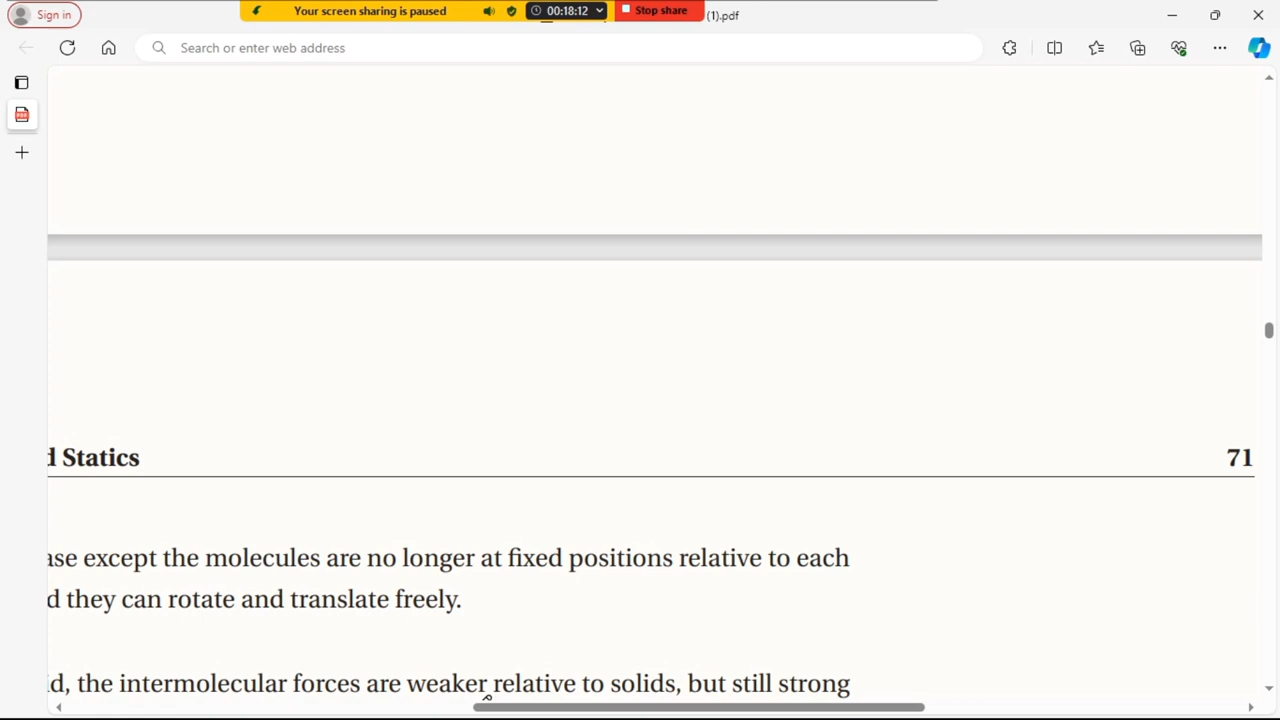 Sign in
Your screen sharing is paused
00:18:12
Stop share
(1).pdf
Search or enter web address
PDF
d Statics
71
ase except the molecules are no longer at fixed positions relative to each
d they can rotate and translate freely.
id, the intermolecular forces are weaker relative to solids, but still strong